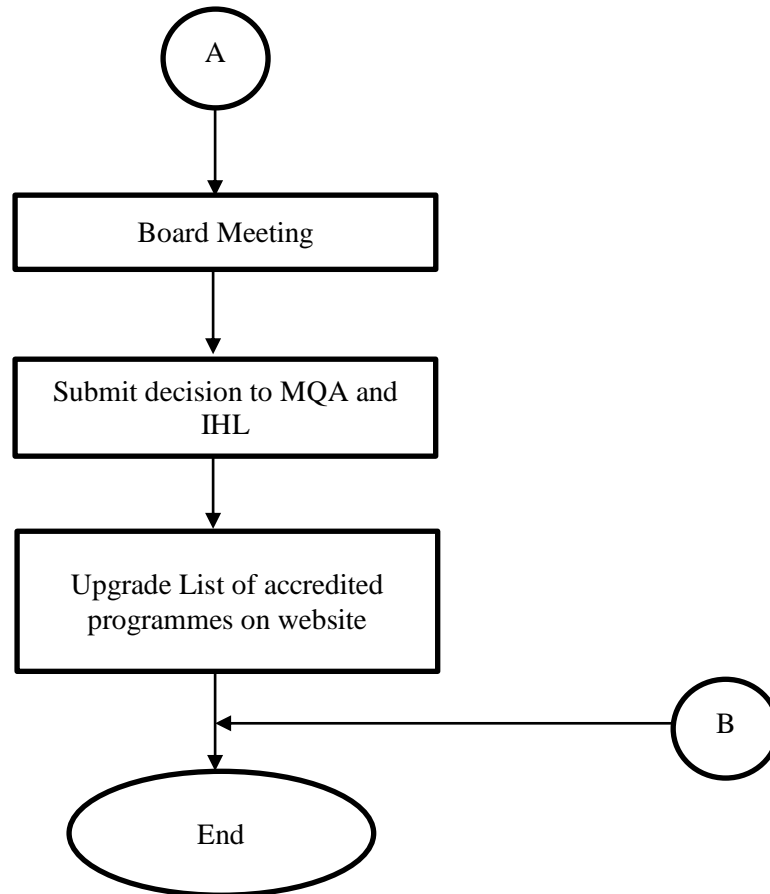 A
Board Meeting
Submit decision to MQA and
IHL
Upgrade List of accredited
programmes on website
B
End